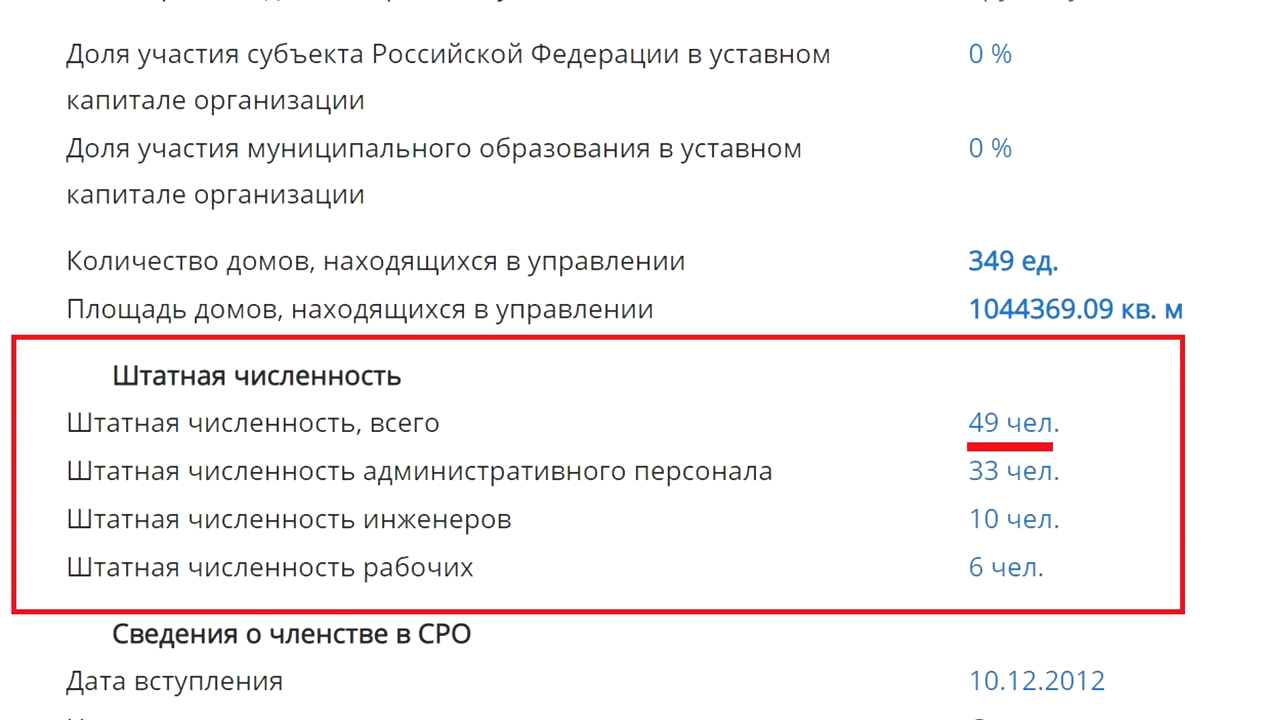 Доля участия субъекта Российской Федерации в уставном 0 %
капитале организации
Доля участия муниципального образования в уставном 0 %
капитале организации
Количество домов, находящихся в управлении 349 ед.
Площадь домов, находящихся в управлении 1044369.09 кв. м
Штатная численность
Штатная численность, всего 49 чел.
Штатная численность административного персонала 33 чел.
Штатная численность инженеров 10 чел.
Штатная численность рабочих 6 чел.
Сведения о членстве в СРО
Дата вступления 10.12.2012